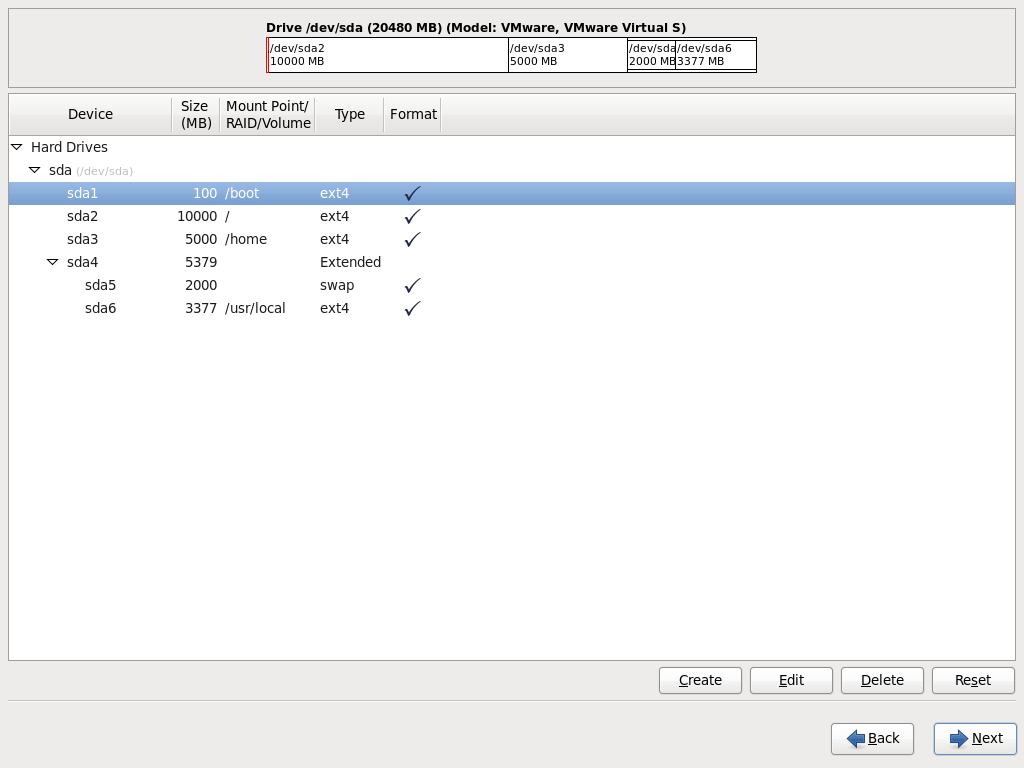 Drive /dev/sda (20480 MB) (Model: VMware, VMware Virtual S)
/dev/sda2 /dev/sda3 /dev/sda /dev/sda6
10000 MB 5000 MB 2000 MB 3377 MB
Device Size (MB) Mount Point/ RAID/Volume Type Format
Hard Drives
sda (/dev/sda)
sda1 100 /boot ext4
sda2 10000 / ext4
sda3 5000 /home ext4
sda4 5379 Extended
sda5 2000 swap
sda6 3377 /usr/local ext4
Create Edit Delete Reset
Back Next